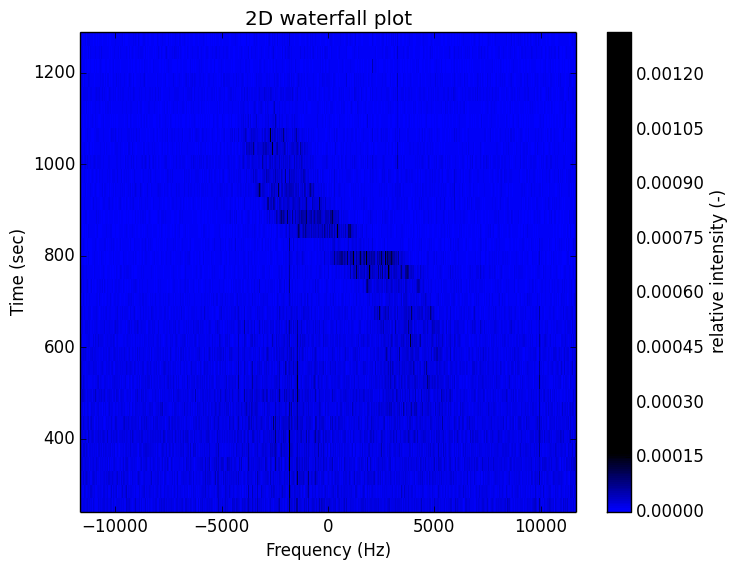 2D waterfall plot
1200
1000
800
600
400
Time (sec)
−10000 −5000 0 5000 10000
Frequency (Hz)
0.00120
0.00105
0.00090
0.00075
0.00060
0.00045
0.00030
0.00015
0.00000
relative intensity (-)